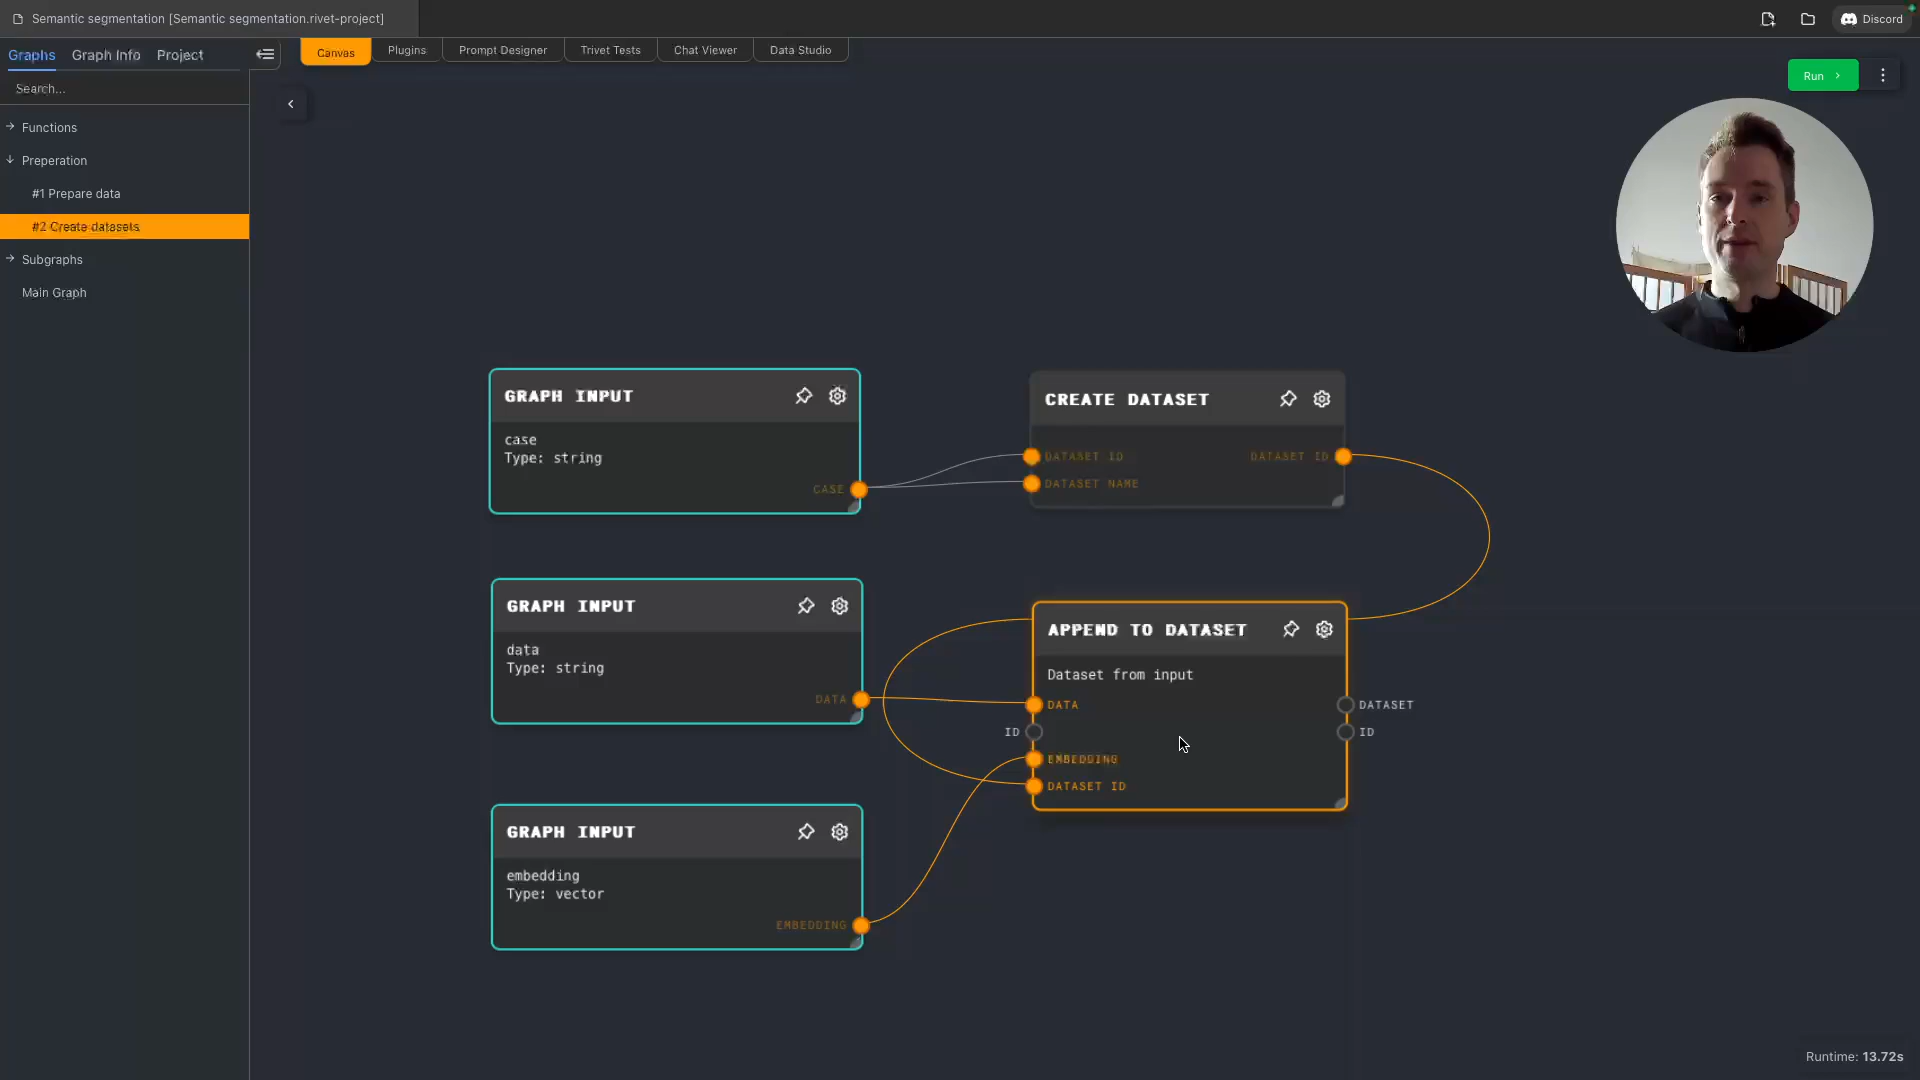 Semantic segmentation [Semantic segmentation.rivet-project]
Discord
Graphs
Graph Info
Project
Canvas
Plugins
Prompt Designer
Trivet Tests
Chat Viewer
Data Studio
Run
Search...
Functions
Preperation
#1 Prepare data
#2 Create datasets
Subgraphs
Main Graph
GRAPH INPUT
case
Type: string
CASE
CREATE DATASET
DATASET ID
DATASET ID
DATASET NAME
GRAPH INPUT
data
Type: string
DATA
APPEND TO DATASET
Dataset from input
DATA
DATASET
ID
ID
EMBEDDING
DATASET ID
GRAPH INPUT
embedding
Type: vector
EMBEDDING
Runtime: 13.72s